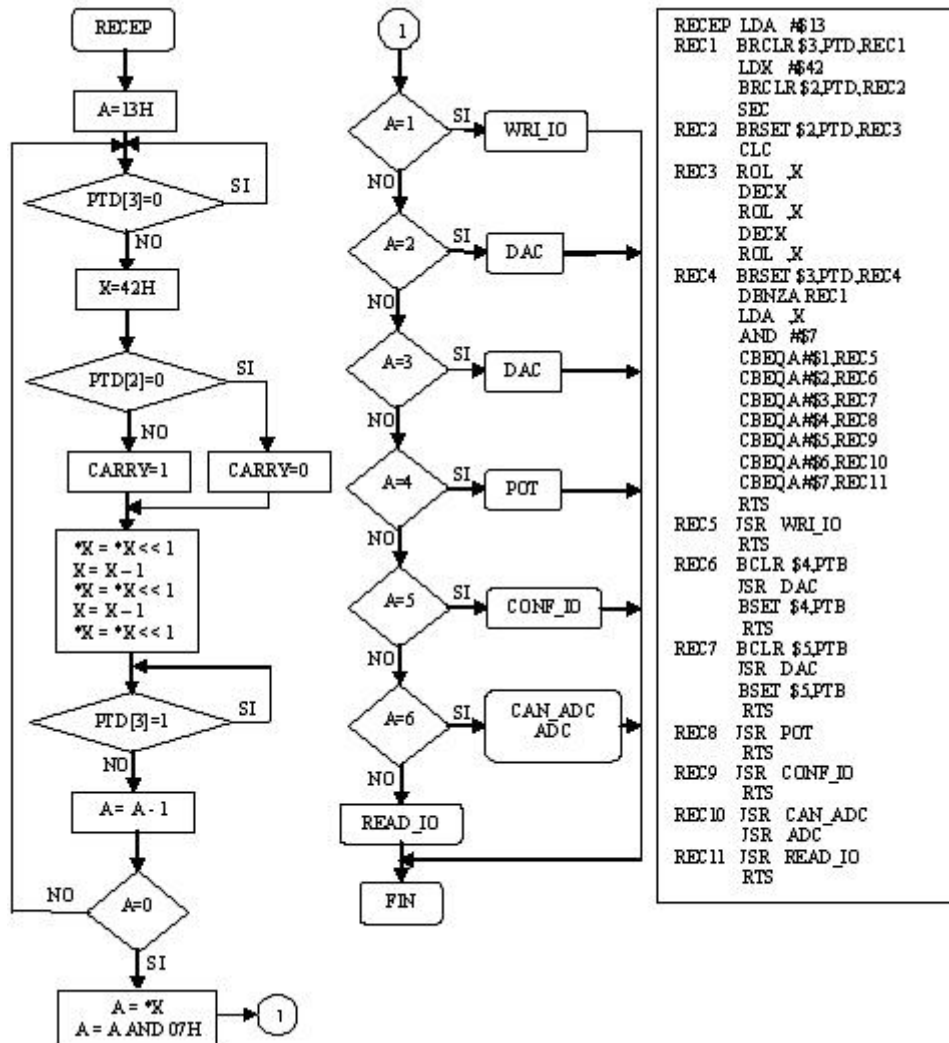 RECEP
A=13H
SI
PTD[3]=0
NO
X=42H
SI
PTD[2]=0
NO
CARRY=1
CARRY=0
*X = *X << 1
X = X - 1
*X = *X << 1
X = X - 1
*X = *X << 1
PTD[3]=1
SI
NO
A= A - 1
NO
A=0
SI
A = *X
A = A AND 07H
1
1
SI
A=1
WRI_IO
NO
SI
A=2
DAC
NO
SI
A=3
DAC
NO
SI
A=4
POT
NO
SI
A=5
CONF_IO
NO
SI
A=6
CAN_ADC
ADC
NO
READ_IO
FIN
RECEP LDA #$13
REC1 BRCLR $3,PTD,REC1
LDX #$42
BRCLR $2,PTD,REC2
SEC
REC2 BRSET $2,PTD,REC3
CLC
REC3 ROL ,X
DECX
ROL ,X
DECX
ROL ,X
REC4 BRSET $3,PTD,REC4
DBNZA REC1
LDA ,X
AND #$7
CBEQA #$1,REC5
CBEQA #$2,REC6
CBEQA #$3,REC7
CBEQA #$4,REC8
CBEQA #$5,REC9
CBEQA #$6,REC10
CBEQA #$7,REC11
RTS
REC5 JSR WRI_IO
RTS
REC6 BCLR $4,PTB
JSR DAC
BSET $4,PTB
RTS
REC7 BCLR $5,PTB
JSR DAC
BSET $5,PTB
RTS
REC8 JSR POT
RTS
REC9 JSR CONF_IO
RTS
REC10 JSR CAN_ADC
JSR ADC
REC11 JSR READ_IO
RTS